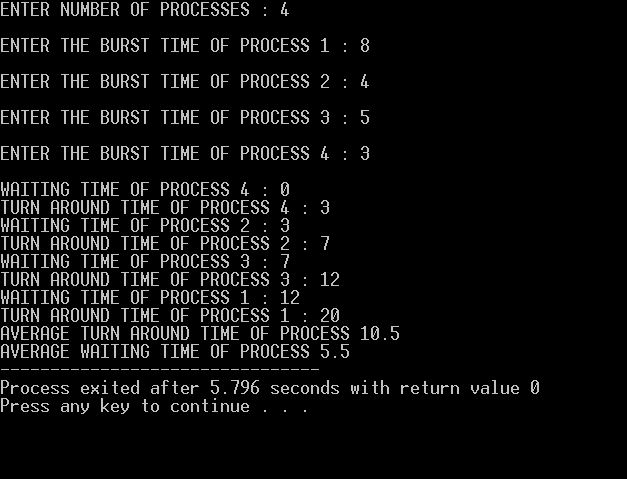 ENTER NUMBER OF PROCESSES : 4
ENTER THE BURST TIME OF PROCESS 1 : 8
ENTER THE BURST TIME OF PROCESS 2 : 4
ENTER THE BURST TIME OF PROCESS 3 : 5
ENTER THE BURST TIME OF PROCESS 4 : 3
WAITING TIME OF PROCESS 4 : 0
TURN AROUND TIME OF PROCESS 4 : 3
WAITING TIME OF PROCESS 2 : 3
TURN AROUND TIME OF PROCESS 2 : 7
WAITING TIME OF PROCESS 3 : 7
TURN AROUND TIME OF PROCESS 3 : 12
WAITING TIME OF PROCESS 1 : 12
TURN AROUND TIME OF PROCESS 1 : 20
AVERAGE TURN AROUND TIME OF PROCESS 10.5
AVERAGE WAITING TIME OF PROCESS 5.5
--------------------------------
Process exited after 5.796 seconds with return value 0
Press any key to continue . . .